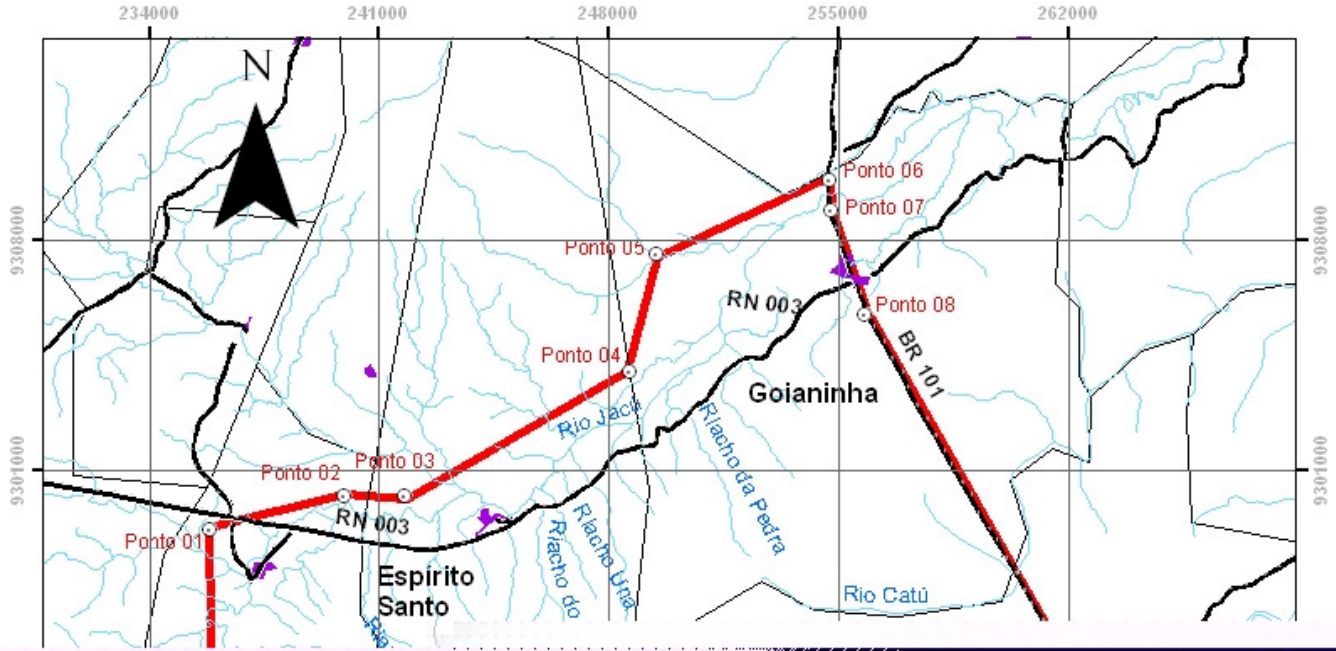 234000
241000
248000
255000
262000
N
Ponto 06
Ponto 07
9308000
9308000
Ponto 05
RN 003
Ponto 08
Ponto 04
BR 101
Goianinha
Rio Jacú
Riacho da Pedra
Ponto 03
Ponto 02
9301000
9301000
RN 003
Ponto 01
Riacho Una
Riacho do
Espírito
Santo
Rio Catú